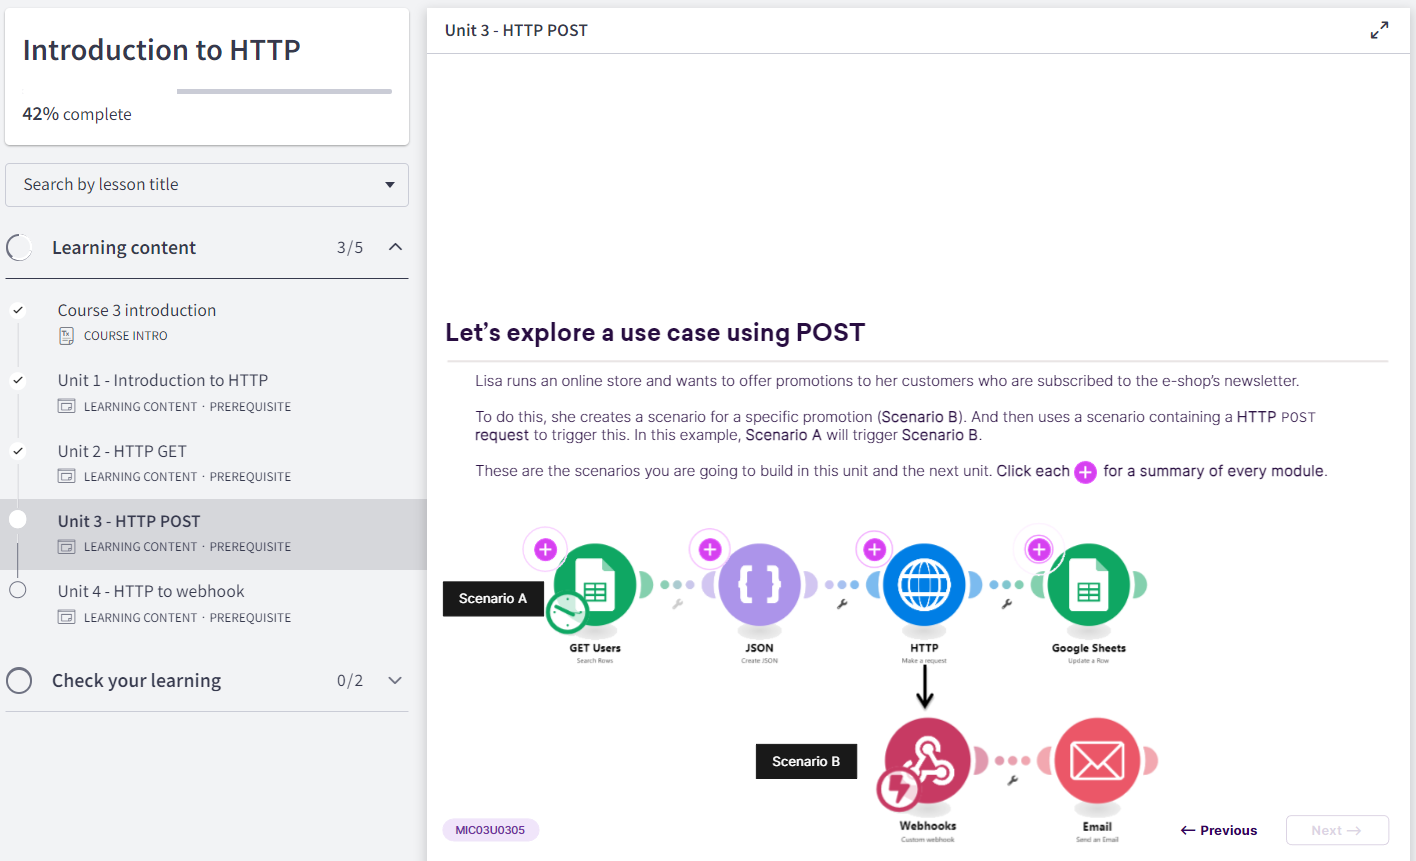 Introduction to HTTP
42% complete
Search by lesson title
Learning content 3/5
Course 3 introduction
COURSE INTRO
Unit 1 - Introduction to HTTP
LEARNING CONTENT · PREREQUISITE
Unit 2 - HTTP GET
LEARNING CONTENT · PREREQUISITE
Unit 3 - HTTP POST
LEARNING CONTENT · PREREQUISITE
Unit 4 - HTTP to webhook
LEARNING CONTENT · PREREQUISITE
Check your learning 0/2
Unit 3 - HTTP POST
Let's explore a use case using POST
Lisa runs an online store and wants to offer promotions to her customers who are subscribed to the e-shop's newsletter.
To do this, she creates a scenario for a specific promotion (Scenario B). And then uses a scenario containing a HTTP POST
request to trigger this. In this example, Scenario A will trigger Scenario B.
These are the scenarios you are going to build in this unit and the next unit. Click each + for a summary of every module.
Scenario A
GET Users JSON HTTP Google Sheets
Search Rows Create JSON Make a request Update a Row
Scenario B
Webhooks Email
Custom webhook Send an Email
MIC03U0305
← Previous Next →